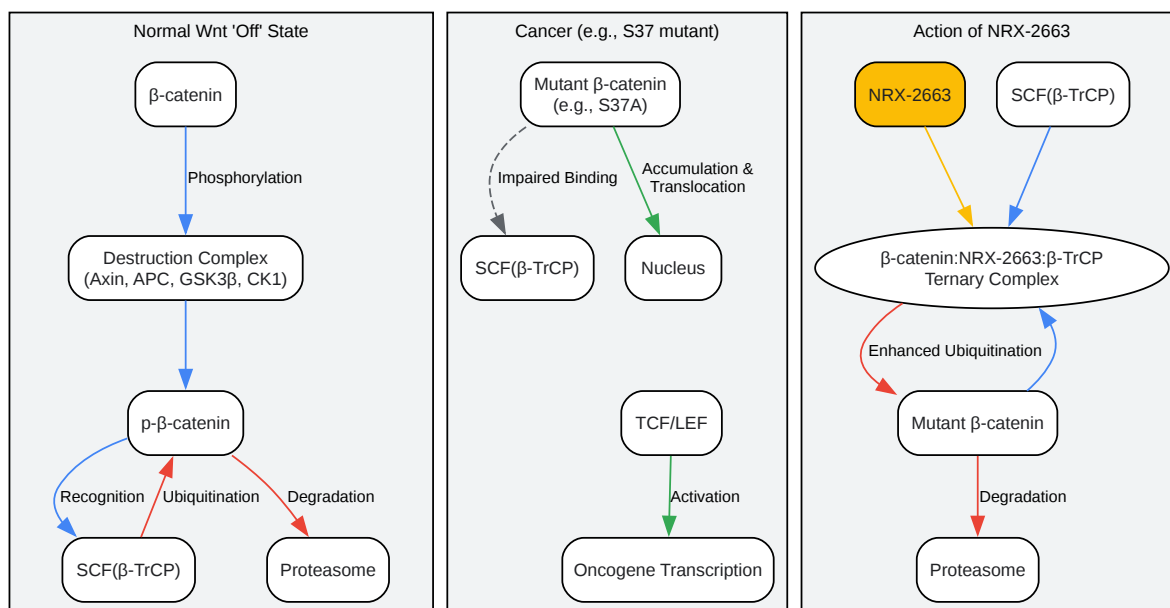 Normal Wnt 'Off' State
β-catenin
Phosphorylation
Destruction Complex
(Axin, APC, GSK3β, CK1)
p-β-catenin
Recognition
Ubiquitination
Degradation
SCF(β-TrCP)
Proteasome
Cancer (e.g., S37 mutant)
Mutant β-catenin
(e.g., S37A)
Impaired Binding
Accumulation &
Translocation
SCF(β-TrCP)
Nucleus
TCF/LEF
Activation
Oncogene Transcription
Action of NRX-2663
NRX-2663
SCF(β-TrCP)
β-catenin:NRX-2663:β-TrCP
Ternary Complex
Enhanced Ubiquitination
Mutant β-catenin
Degradation
Proteasome